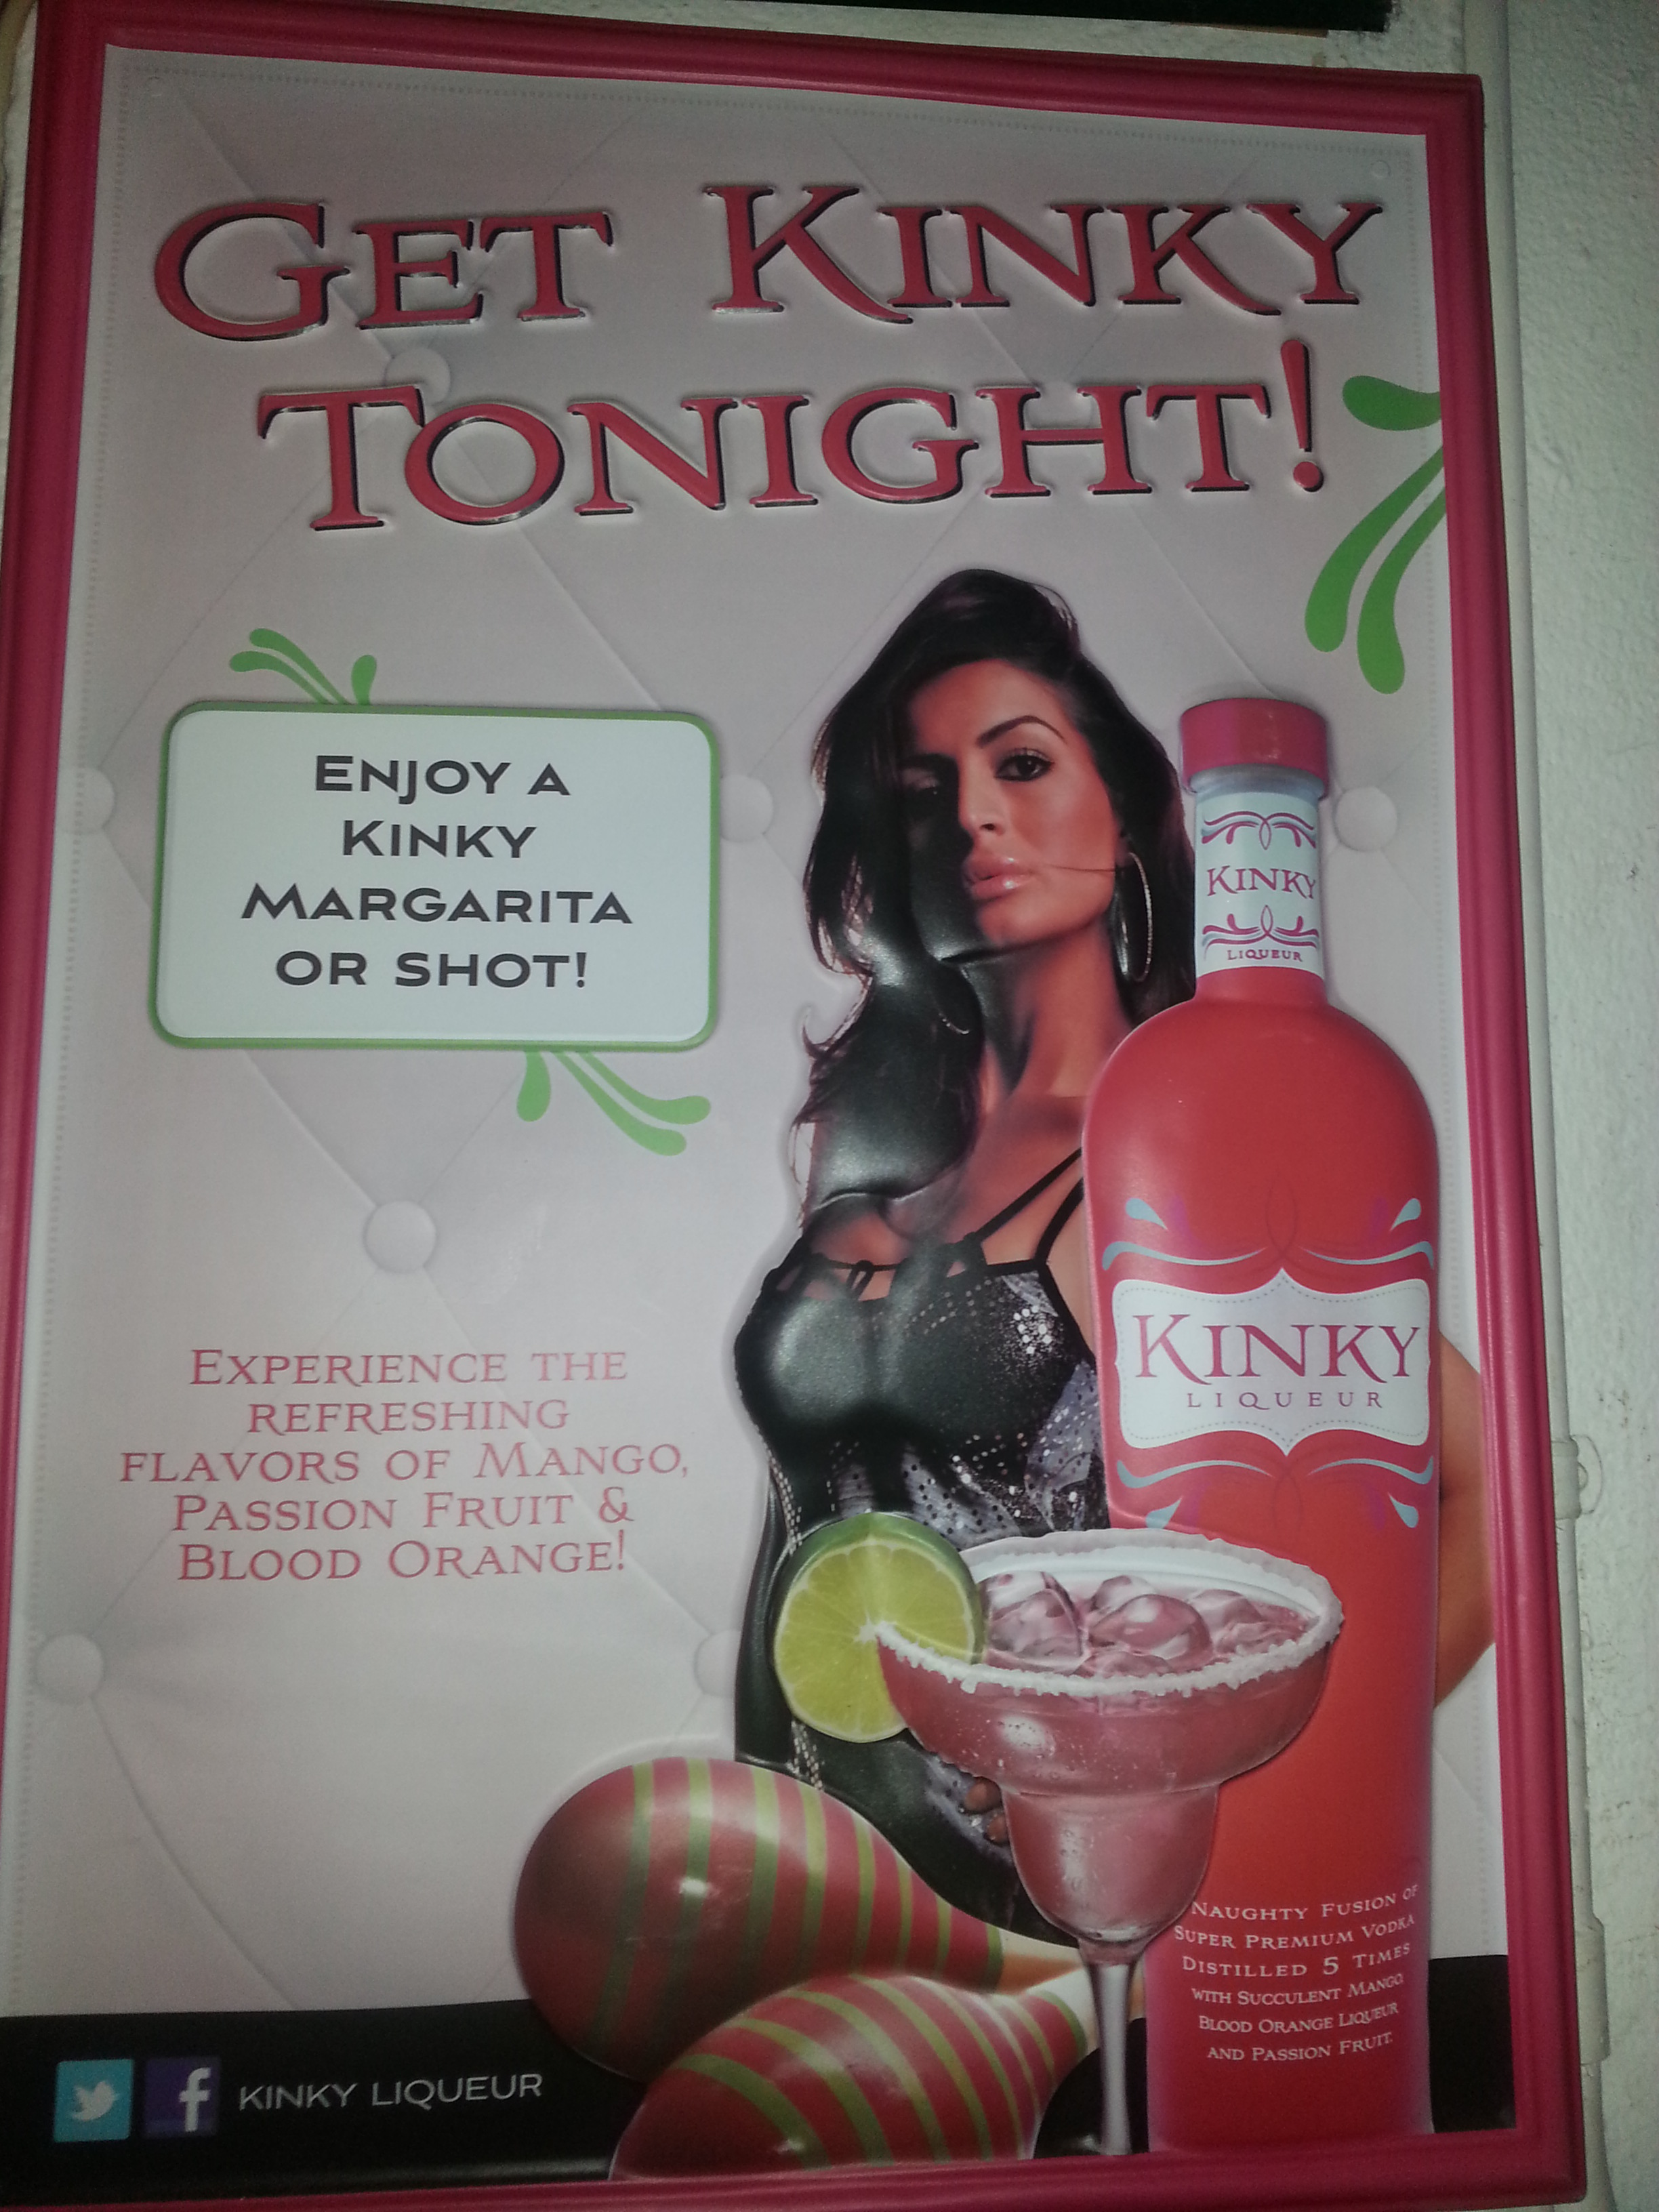 GET KINKY
TONIGHT!
ENJOY A
KINKY
MARGARITA
OR SHOT!
KINKY
LIQUEUR
KINKY
LIQUEUR
EXPERIENCE THE
REFRESHING
FLAVORS OF MANGO,
PASSION FRUIT &
BLOOD ORANGE!
NAUGHTY FUSION OF
SUPER PREMIUM VODKA
DISTILLED 5 TIMES
WITH SUCCULENT MANGO,
BLOOD ORANGE LIQUEUR
AND PASSION FRUIT.
f KINKY LIQUEUR